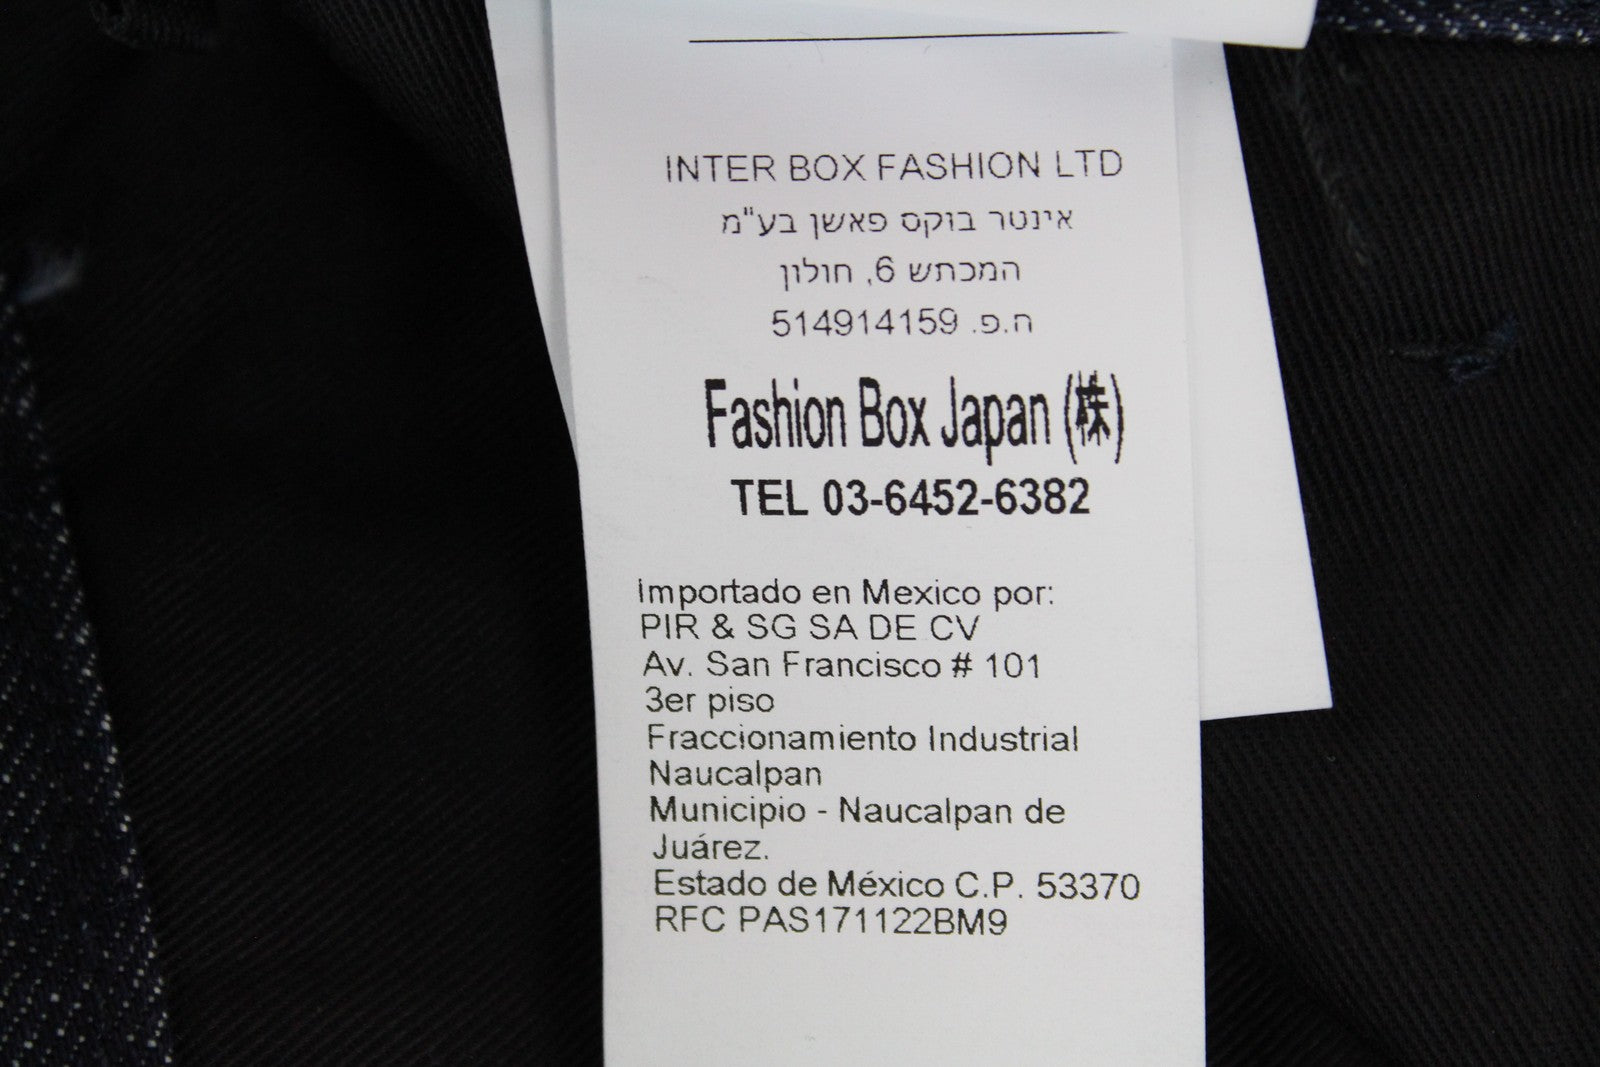 INTER BOX FASHION LTD
אינטר בוקס פאשן בע"מ
המכתש 6, חולון
ח.פ. 514914159
Fashion Box Japan (株)
TEL 03-6452-6382
Importado en Mexico por:
PIR & SG SA DE CV
Av. San Francisco # 101
3er piso
Fraccionamiento Industrial
Naucalpan
Municipio - Naucalpan de
Juárez.
Estado de México C.P. 53370
RFC PAS171122BM9